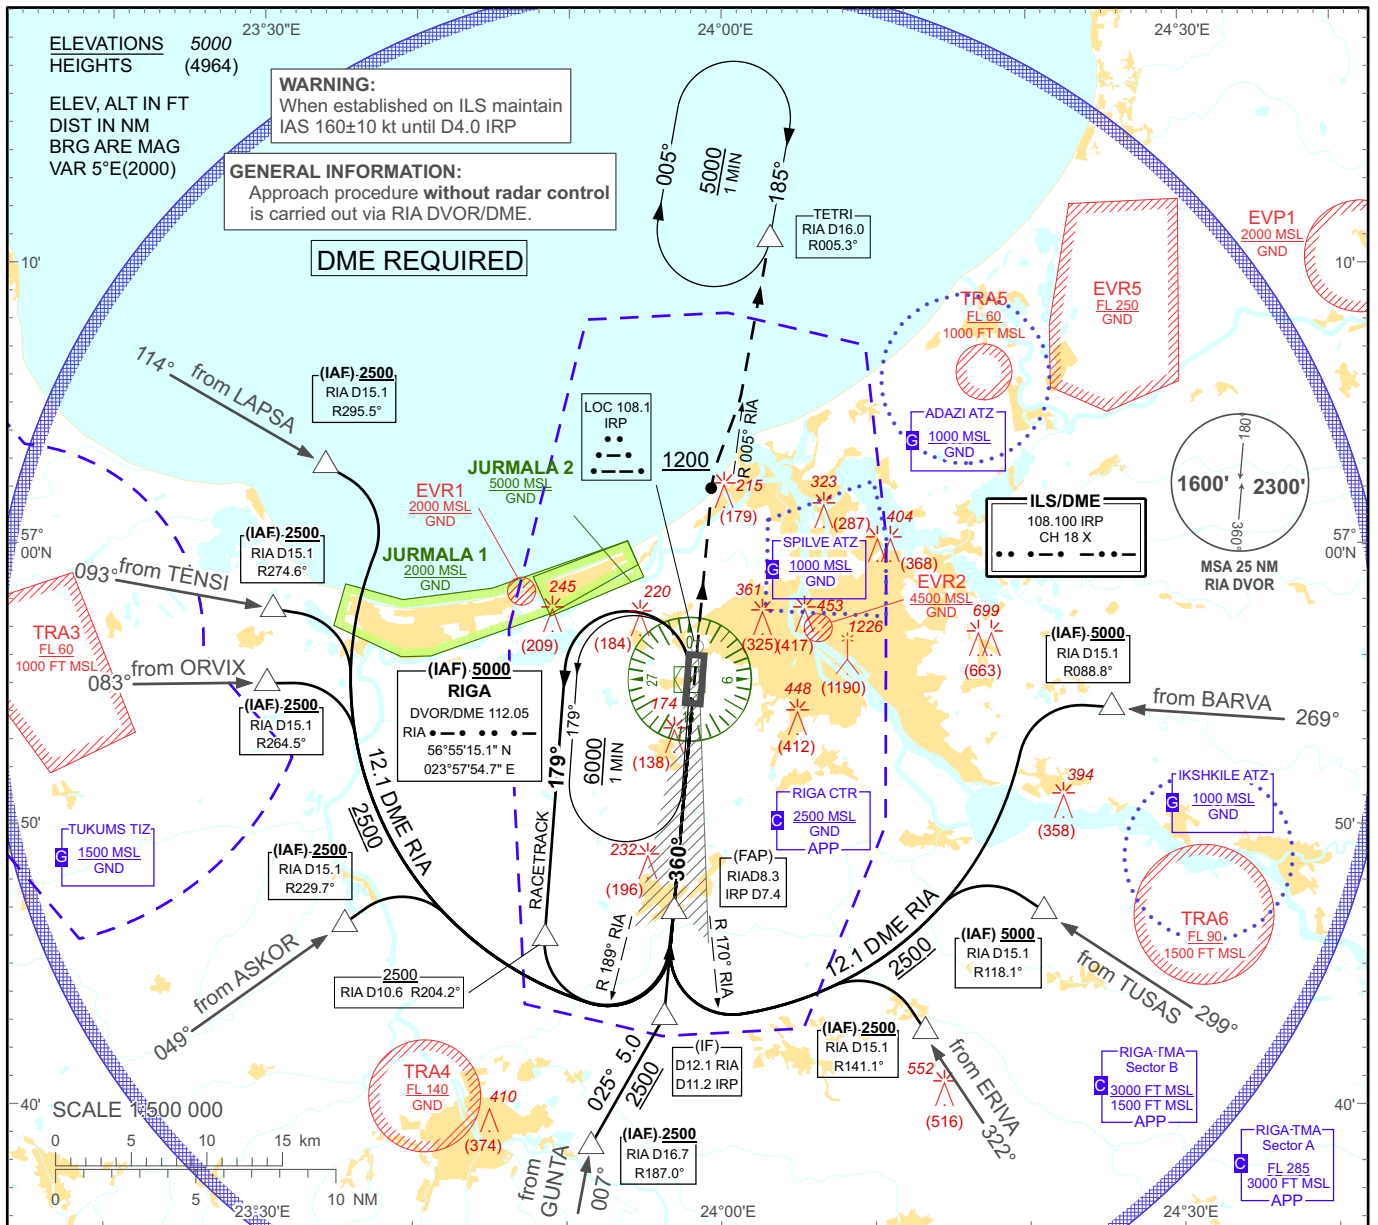 23°30'E
24°00'E
24°30'E
ELEVATIONS 5000
HEIGHTS (4964)
ELEV, ALT IN FT
DIST IN NM
BRG ARE MAG
VAR 5°E(2000)
WARNING:
When established on ILS maintain
IAS 160±10 kt until D4.0 IRP
GENERAL INFORMATION:
Approach procedure without radar control
is carried out via RIA DVOR/DME.
DME REQUIRED
005°
5000
1 MIN
185°
TETRI
RIA D16.0
R005.3°
EVP1
2000 MSL
GND
10'
10'
EVR5
FL 250
GND
TRA5
FL 60
1000 FT MSL
114° from LAPSA
(IAF) 2500
RIA D15.1
R295.5°
LOC 108.1
IRP
ADAZI ATZ
G 1000 MSL
GND
180°
1600' 2300'
360°
MSA 25 NM
RIA DVOR
JURMALA 2
5000 MSL
GND
1200
R 005° RIA
215
(179)
323
(287)
404
(368)
EVR1
2000 MSL
GND
ILS/DME
108.100 IRP
CH 18 X
57°
00'N
57°
00'N
(IAF) 2500
RIA D15.1
R274.6°
JURMALA 1
2000 MSL
GND
SPILVE ATZ
G 1000 MSL
GND
093° from TENSI
245
(209)
220
(184)
361
(325)
453
(417)
EVR2
4500 MSL
GND
1226
(1190)
699
(663)
TRA3
FL 60
1000 FT MSL
(IAF) 5000
RIA D15.1
R088.8°
083° from ORVIX
(IAF) 2500
RIA D15.1
R264.5°
(IAF) 5000
RIGA
DVOR/DME 112.05
RIA
56°55'15.1" N
023°57'54.7" E
0
27
9
174
(138)
448
(412)
from BARVA 269°
179°
179°
6000
1 MIN
12.1 DME RIA
2500
RIGA CTR
C 2500 MSL
GND
APP
394
(358)
IKSHKILE ATZ
G 1000 MSL
GND
50'
50'
TUKUMS TIZ
G 1500 MSL
GND
(IAF) 2500
RIA D15.1
R229.7°
RACETRACK
232
(196)
360°
(FAP)
RIAD8.3
IRP D7.4
12.1 DME RIA
2500
TRA6
FL 90
1500 FT MSL
049° from ASKOR
2500
RIA D10.6 R204.2°
R 189° RIA
R 170° RIA
(IAF) 5000
RIA D15.1
R118.1°
from TUSAS 299°
(IAF) 2500
RIA D15.1
R141.1°
from ERIVA 322°
(IF)
D12.1 RIA
D11.2 IRP
025° 5.0
2500
TRA4
FL 140
GND
410
(374)
552
(516)
RIGA TMA
Sector B
C 3000 FT MSL
1500 FT MSL
APP
40'
40'
SCALE 1:500 000
0 5 10 15 km
0 5 10 NM
(IAF) 2500
RIA D16.7
R187.0°
from GUNTA
007°
RIGA TMA
Sector A
C FL 285
3000 FT MSL
APP
23°30'E
24°00'E
24°30'E